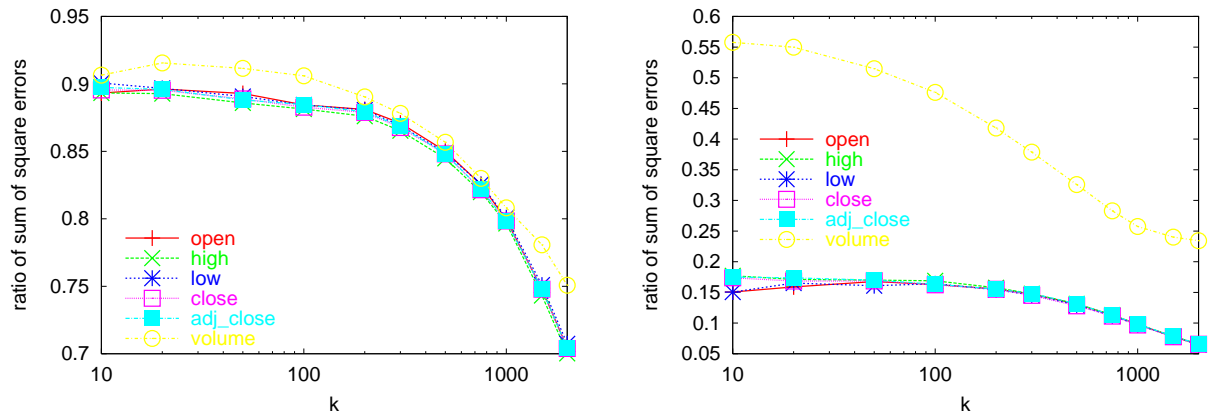 ratio of sum of square errors
0.95
0.9
0.85
0.8
0.75
0.7
open
high
low
close
adj_close
volume
10
100
1000
k
ratio of sum of square errors
0.6
0.55
0.5
0.45
0.4
0.35
0.3
0.25
0.2
0.15
0.1
0.05
open
high
low
close
adj_close
volume
10
100
1000
k